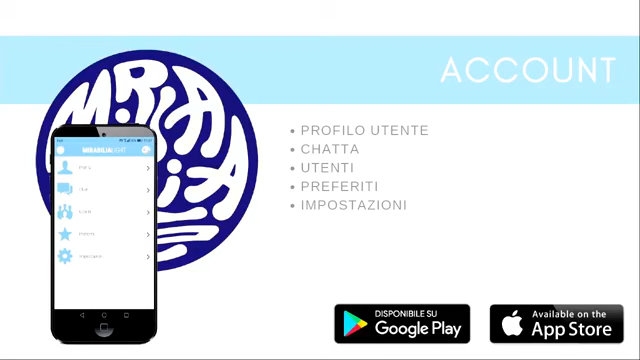 ACCOUNT
• PROFILO UTENTE
• CHATTA
• UTENTI
• PREFERITI
• IMPOSTAZIONI
DISPONIBILE SU
Google Play
Available on the
App Store